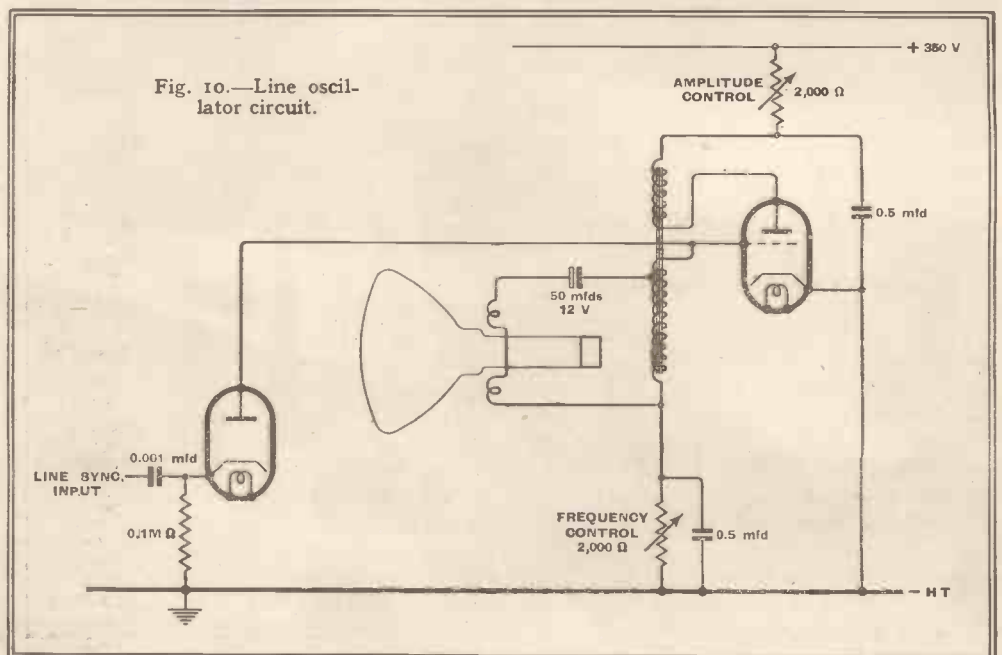 Fig. 10.—Line oscil-
lator circuit.
+ 350 V
AMPLITUDE
CONTROL
2,000 Ω
0.5 mfd
50 mfds
12 V
0.001 mfd
LINE SYNC.
INPUT
0.1M Ω
FREQUENCY
CONTROL
2,000 Ω
0.5 mfd
- HT